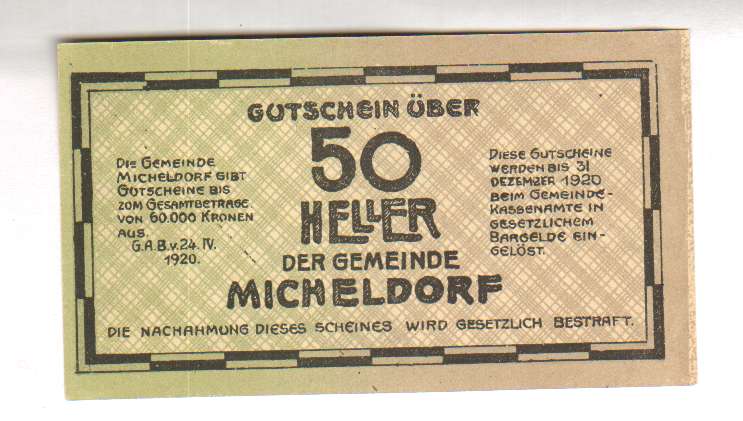 GUTSCHEIN ÜBER
50
HELLER
DER GEMEINDE
MICHELDORF
DIE GEMEINDE
MICHELDORF GIBT
GUTSCHEINE BIS
ZUM GESAMTBETRAGE
VON 60.000 KRONEN
AUS.
G.A.B.v.24.IV.
1920.
DIESE GUTSCHEINE
WERDEN BIS 31
DEZEMBER 1920
BEIM GEMEINDE-
KASSENAMTE IN
GESETZLICHEM
BARGELDE EIN-
GELÖST.
DIE NACHAHMUNG DIESES SCHEINES WIRD GESETZLICH BESTRAFT.